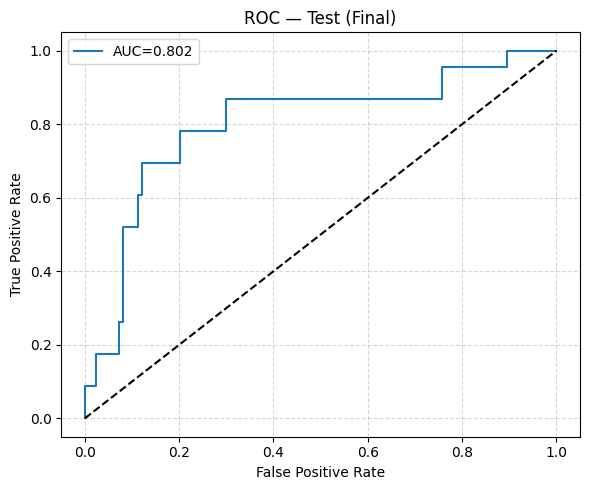 ROC — Test (Final)
AUC=0.802
1.0
0.8
0.6
0.4
0.2
0.0
True Positive Rate
0.0 0.2 0.4 0.6 0.8 1.0
False Positive Rate